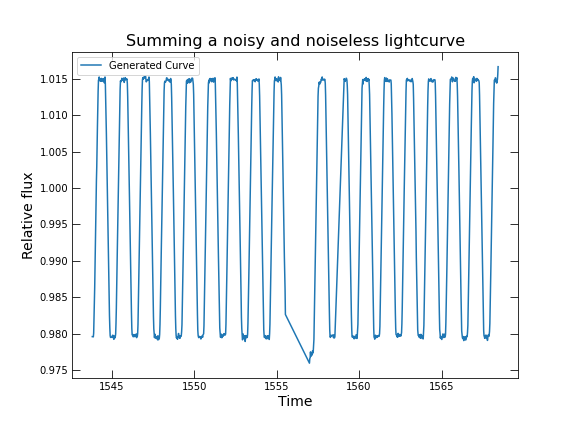 Summing a noisy and noiseless lightcurve
Generated Curve
1.015
1.010
1.005
1.000
0.995
0.990
0.985
0.980
0.975
Relative flux
1545 1550 1555 1560 1565
Time